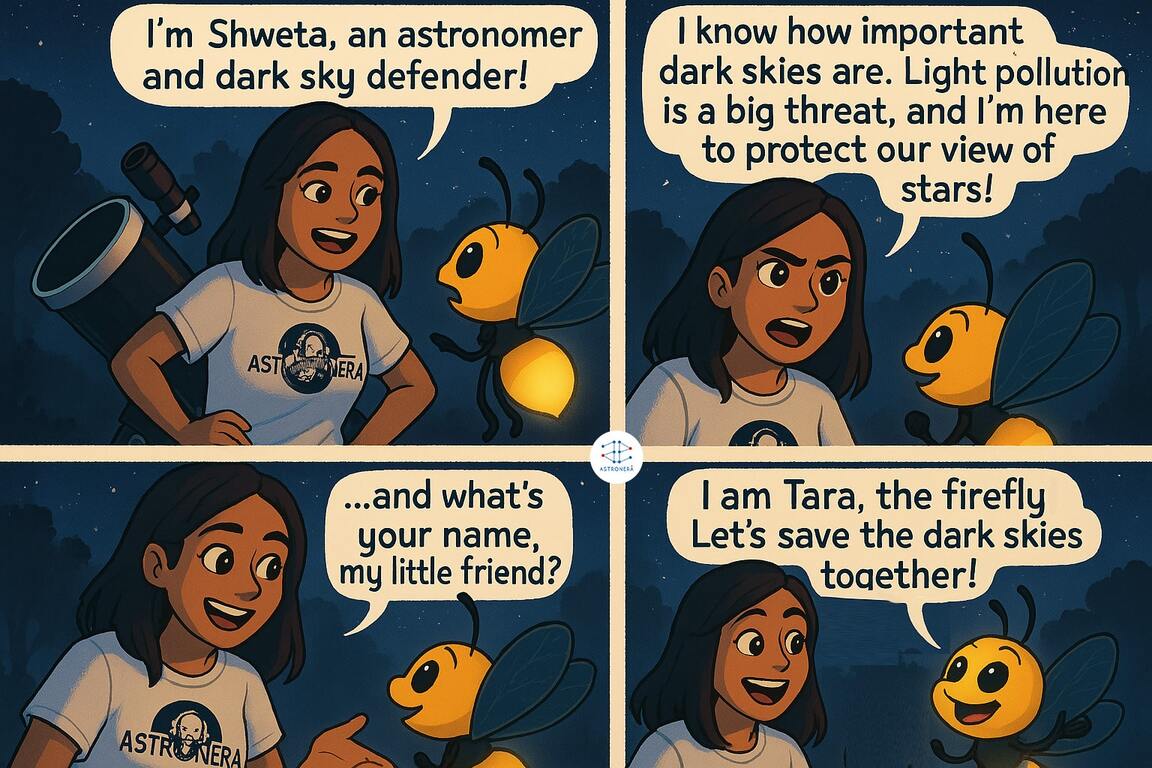 I'm Shweta, an astronomer
and dark sky defender!
AST NERA
I know how important
dark skies are. Light pollution
is a big threat, and I'm here
to protect our view of
stars!
ASTRONERA
...and what's
your name,
my little friend?
ASTRONERA
I am Tara, the firefly
Let's save the dark skies
together!